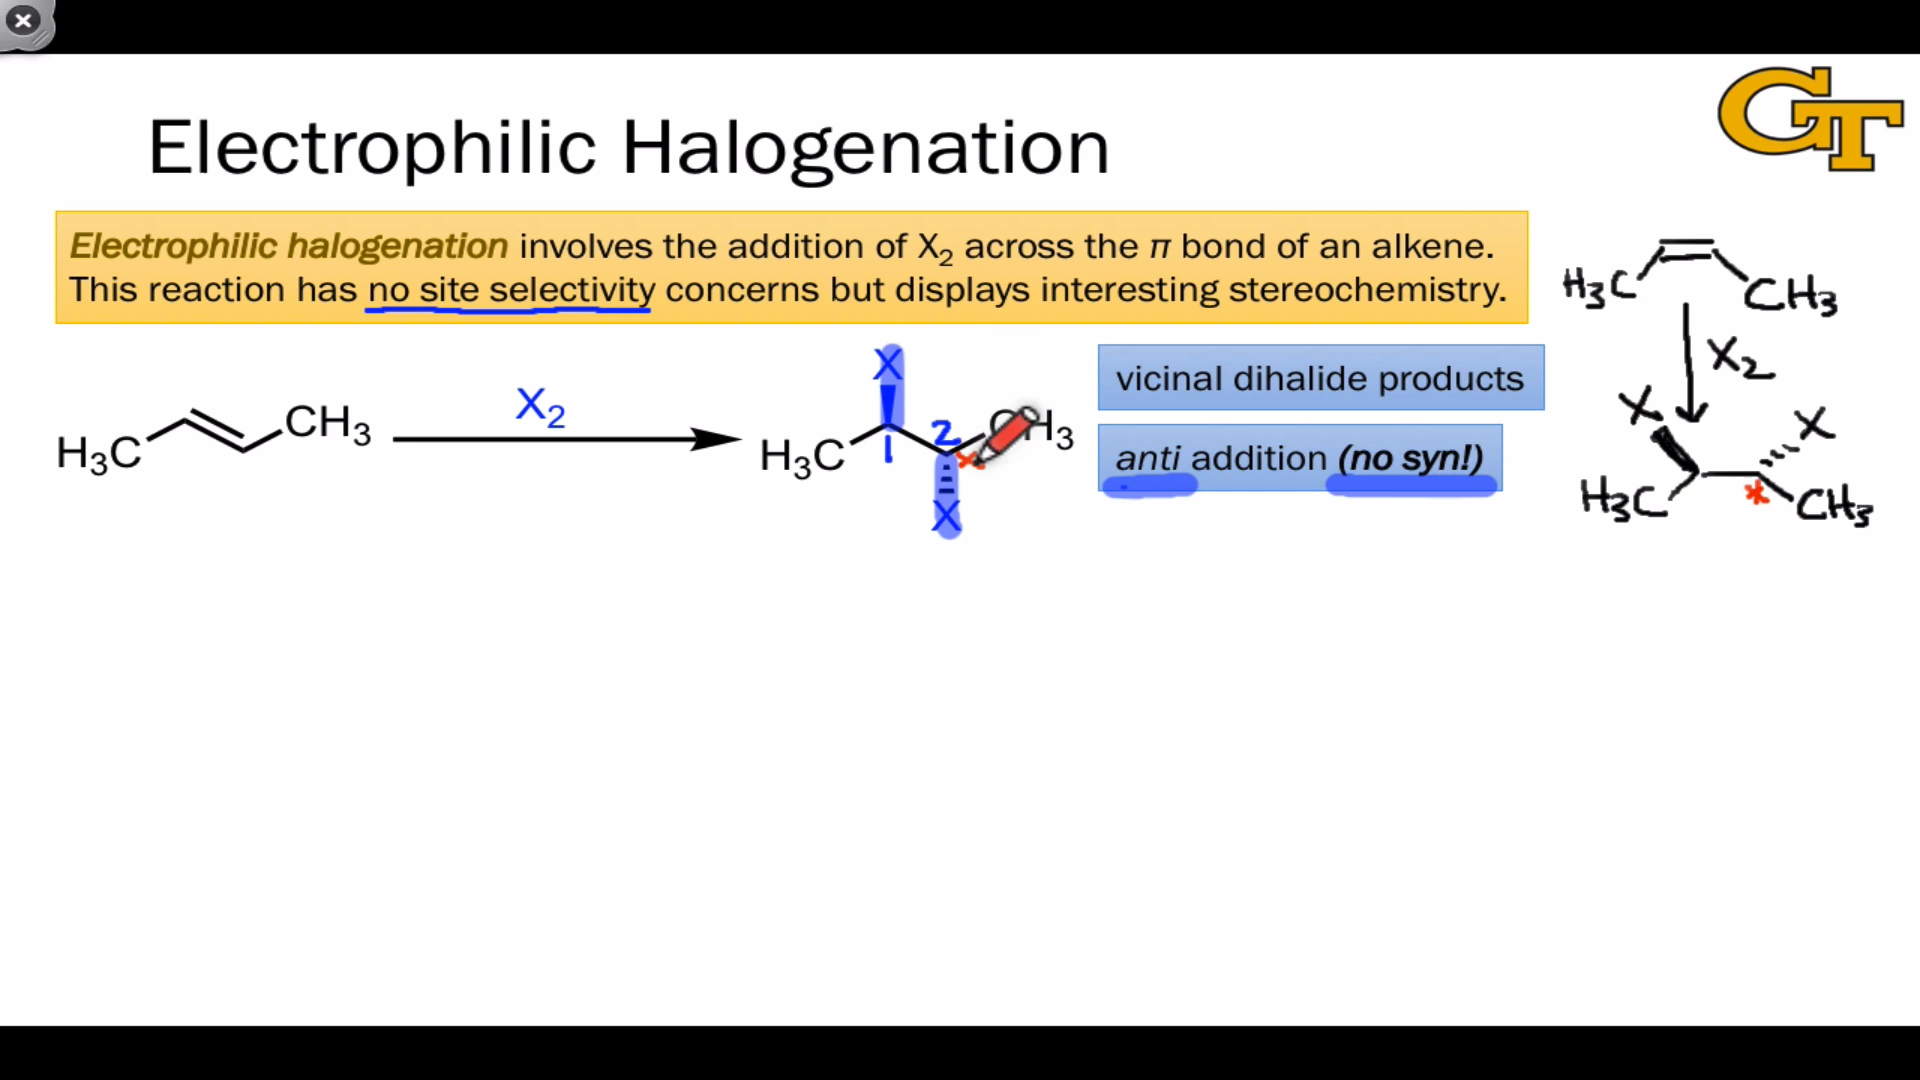 Electrophilic Halogenation
GT
Electrophilic halogenation involves the addition of X2 across the π bond of an alkene.
This reaction has no site selectivity concerns but displays interesting stereochemistry.
H3C CH3
X2
H3C CH3
X2
X
H3C
1
2
CH3
X
vicinal dihalide products
anti addition (no syn!)
X X
H3C * CH3